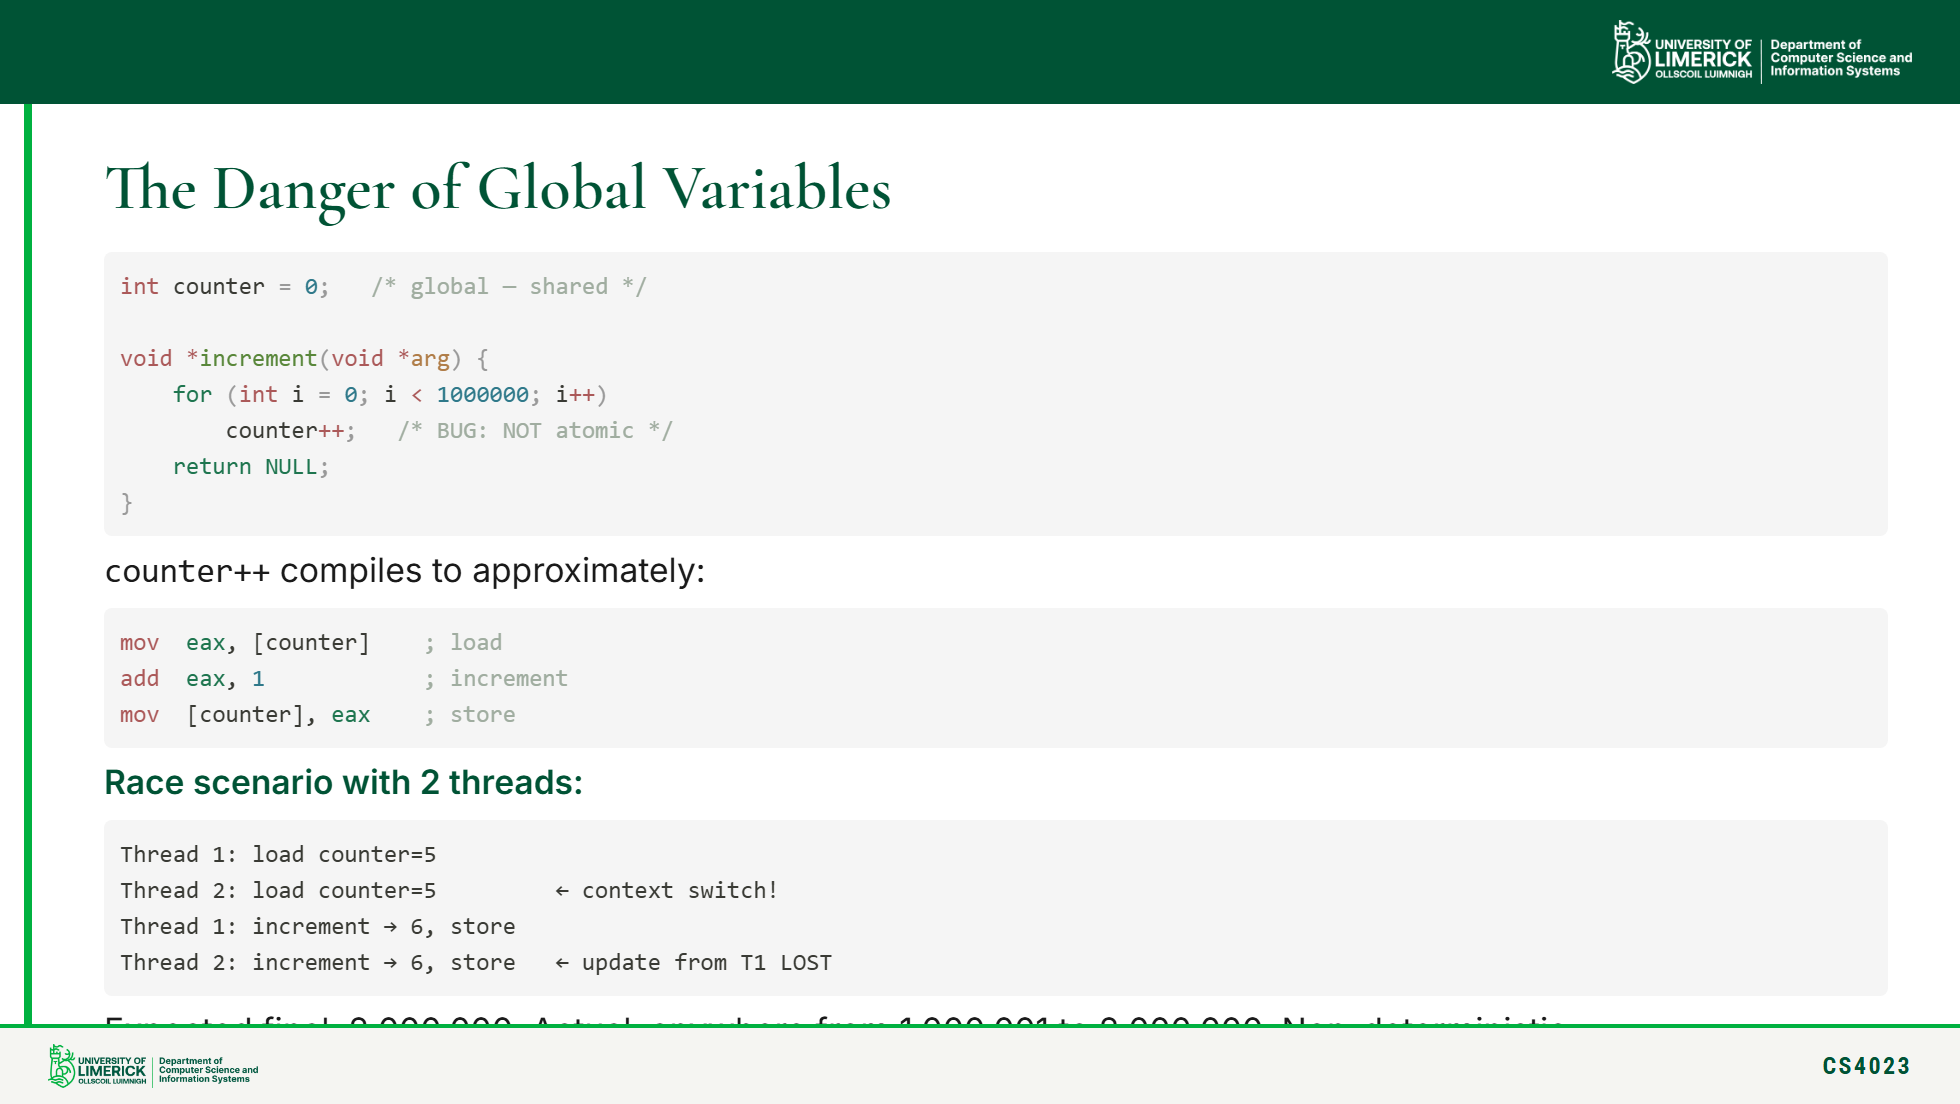 UNIVERSITY OF
LIMERICK
OLLSCOIL LUIMNIGH
Department of
Computer Science and
Information Systems
The Danger of Global Variables
int counter = 0;   /* global — shared */
void *increment(void *arg) {
    for (int i = 0; i < 1000000; i++)
        counter++;   /* BUG: NOT atomic */
    return NULL;
}
counter++ compiles to approximately:
mov  eax, [counter]    ; load
add  eax, 1            ; increment
mov  [counter], eax    ; store
Race scenario with 2 threads:
Thread 1: load counter=5
Thread 2: load counter=5         ← context switch!
Thread 1: increment → 6, store
Thread 2: increment → 6, store   ← update from T1 LOST
UNIVERSITY OF
LIMERICK
OLLSCOIL LUIMNIGH
Department of
Computer Science and
Information Systems
CS4023